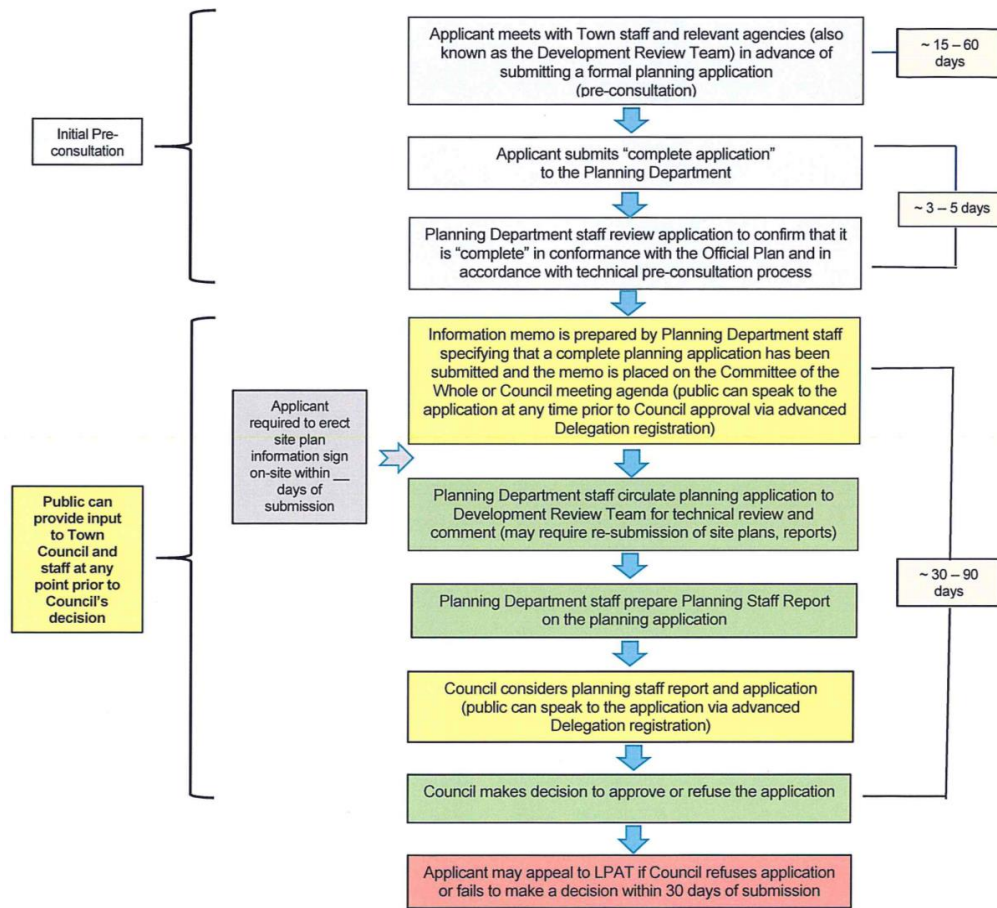 Applicant meets with Town staff and relevant agencies (also
known as the Development Review Team) in advance of
submitting a formal planning application
(pre-consultation)
~ 15 – 60
days
Initial Pre-
consultation
Applicant submits “complete application”
to the Planning Department
~ 3 – 5 days
Planning Department staff review application to confirm that it
is “complete” in conformance with the Official Plan and in
accordance with technical pre-consultation process
Information memo is prepared by Planning Department staff
specifying that a complete planning application has been
submitted and the memo is placed on the Committee of the
Whole or Council meeting agenda (public can speak to the
application at any time prior to Council approval via advanced
Delegation registration)
Applicant
required to erect
site plan
information sign
on-site within __
days of
submission
Public can
provide input
to Town
Council and
staff at any
point prior to
Council’s
decision
Planning Department staff circulate planning application to
Development Review Team for technical review and
comment (may require re-submission of site plans, reports)
~ 30 – 90
days
Planning Department staff prepare Planning Staff Report
on the planning application
Council considers planning staff report and application
(public can speak to the application via advanced
Delegation registration)
Council makes decision to approve or refuse the application
Applicant may appeal to LPAT if Council refuses application
or fails to make a decision within 30 days of submission